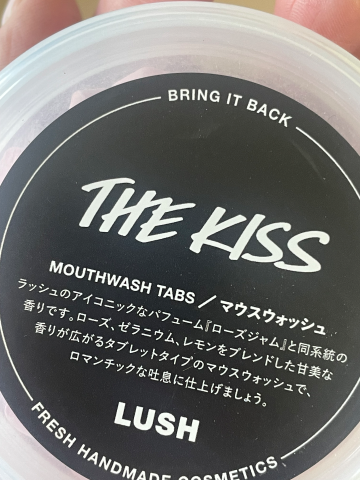 BRING IT BACK
THE KISS
MOUTHWASH TABS / マウスウォッシュ
ラッシュのアイコニックなパフューム『ローズジャム』と同系統の
香りです。ローズ、ゼラニウム、レモンをブレンドした甘美な
香りが広がるタブレットタイプのマウスウォッシュで、
ロマンチックな吐息に仕上げましょう。
LUSH
FRESH HANDMADE COSMETICS